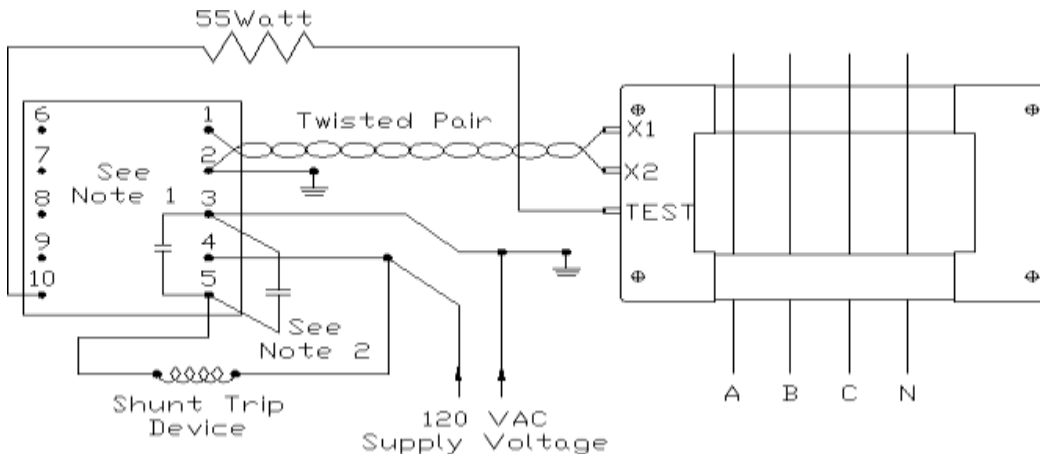 55Watt
6
1
Twisted Pair
X1
7
2
X2
See
Note 1
8
3
TEST
9
4
10
5
See
Note 2
Shunt Trip
Device
120 VAC
Supply Voltage
A B C N